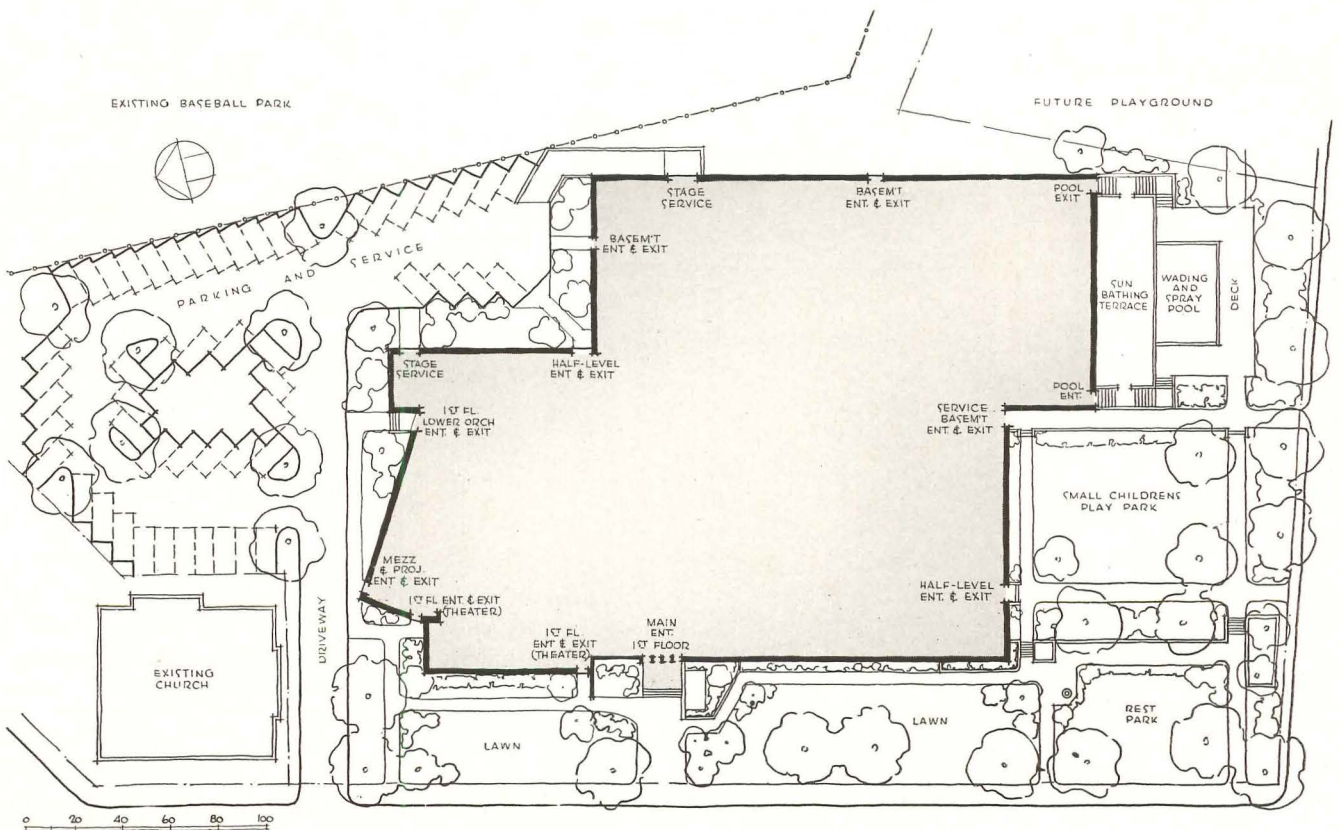 EXISTING BASEBALL PARK
FUTURE PLAYGROUND
STAGE
SERVICE
BASEM'T
ENT. & EXIT
POOL
EXIT
BASEM'T
ENT & EXIT
PARKING AND SERVICE
SUN
BATHING
TERRACE
WADING
AND
SPRAY
POOL
DECK
STAGE
SERVICE
HALF-LEVEL
ENT & EXIT
POOL
ENT.
1ST FL.
LOWER ORCH
ENT. & EXIT
SERVICE
BASEM'T
ENT & EXIT
SMALL CHILDRENS
PLAY PARK
MEZZ
& PROJ.
ENT & EXIT
HALF-LEVEL
ENT. & EXIT
1ST FL ENT & EXIT
(THEATER)
1ST FL
ENT & EXIT
(THEATER)
MAIN
ENT.
1ST FLOOR
DRIVEWAY
EXISTING
CHURCH
LAWN
LAWN
REST
PARK
0 20 40 60 80 100